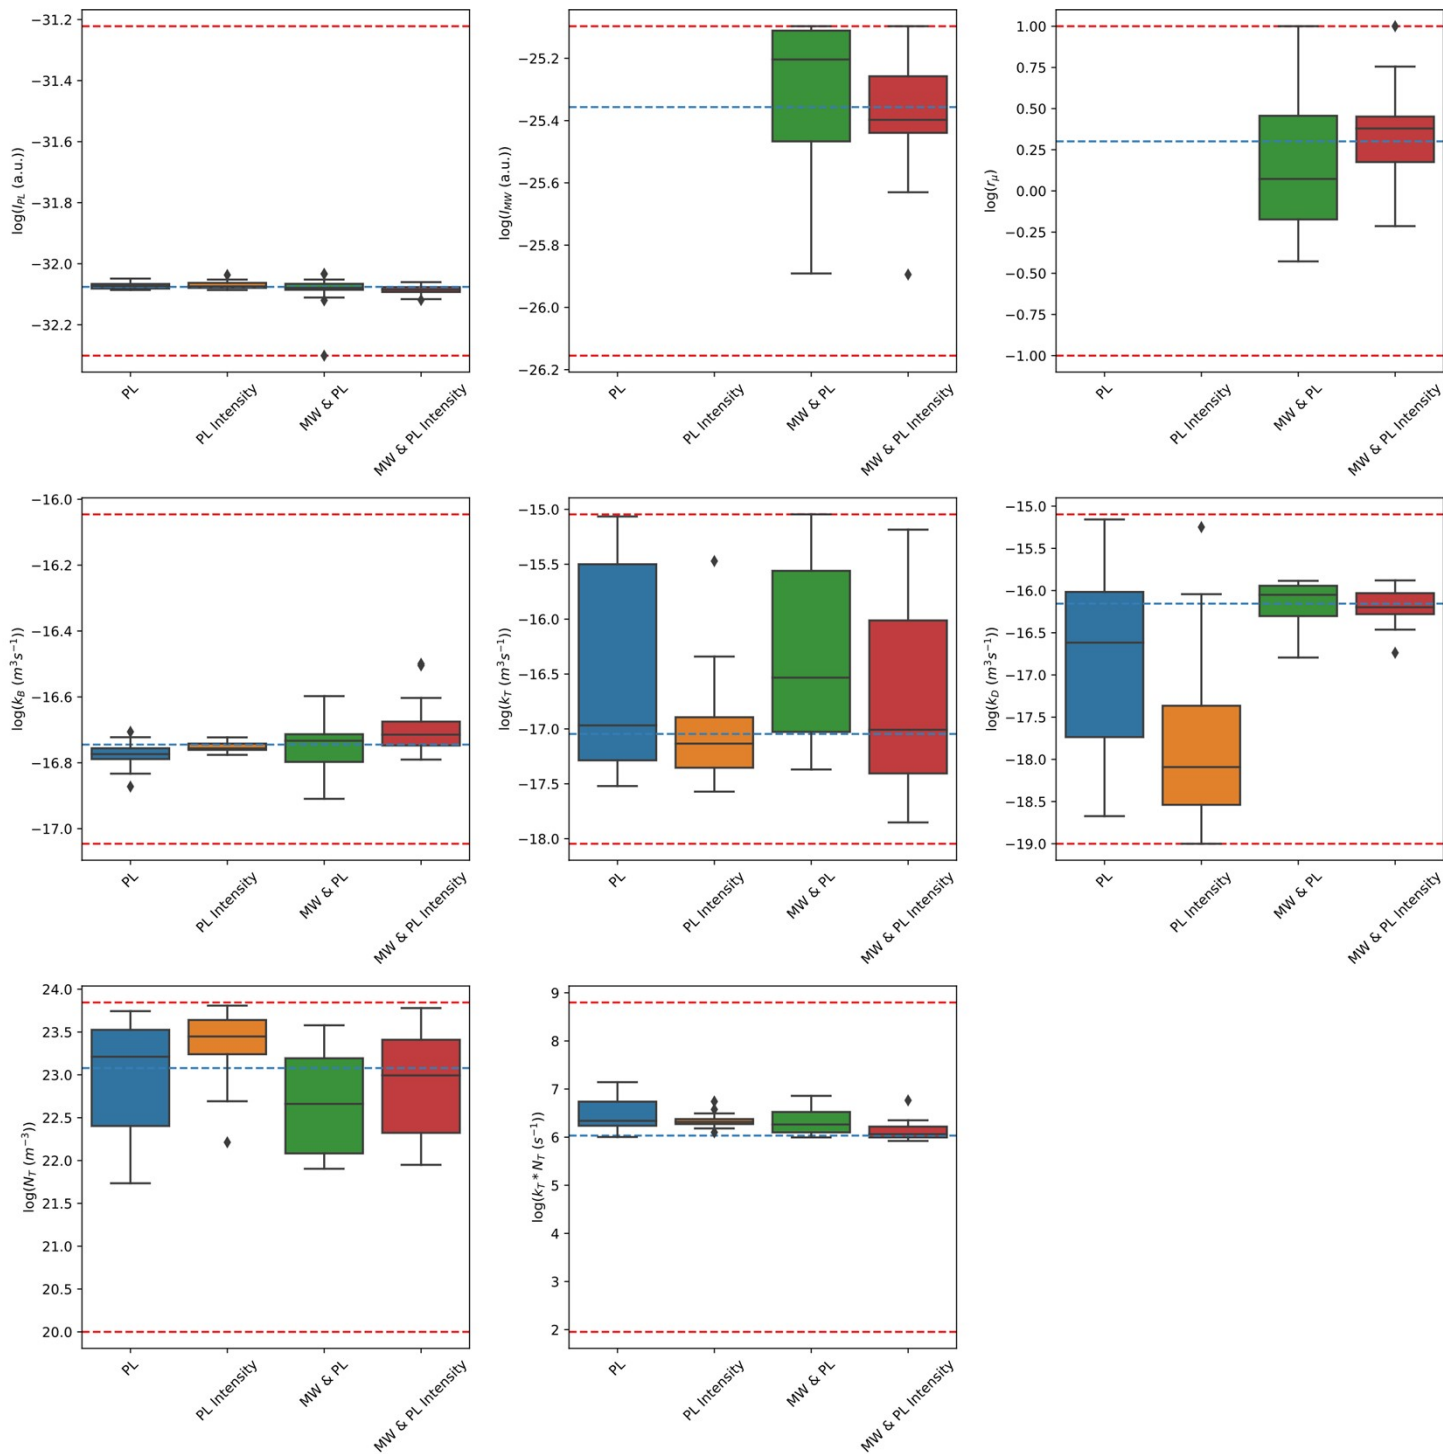 log(I_PL (a.u.))
−31.2
−31.4
−31.6
−31.8
−32.0
−32.2
PL
PL Intensity
MW & PL
MW & PL Intensity
log(I_MW (a.u.))
−25.2
−25.4
−25.6
−25.8
−26.0
−26.2
PL
PL Intensity
MW & PL
MW & PL Intensity
log(r_μ)
1.00
0.75
0.50
0.25
0.00
−0.25
−0.50
−0.75
−1.00
PL
PL Intensity
MW & PL
MW & PL Intensity
log(k_B (m³s⁻¹))
−16.0
−16.2
−16.4
−16.6
−16.8
−17.0
PL
PL Intensity
MW & PL
MW & PL Intensity
log(k_T (m³s⁻¹))
−15.0
−15.5
−16.0
−16.5
−17.0
−17.5
−18.0
PL
PL Intensity
MW & PL
MW & PL Intensity
log(k_D (m³s⁻¹))
−15.0
−15.5
−16.0
−16.5
−17.0
−17.5
−18.0
−18.5
−19.0
PL
PL Intensity
MW & PL
MW & PL Intensity
log(N_T (m⁻³))
24.0
23.5
23.0
22.5
22.0
21.5
21.0
20.5
20.0
PL
PL Intensity
MW & PL
MW & PL Intensity
log(k_T * N_T (s⁻¹))
9
8
7
6
5
4
3
2
PL
PL Intensity
MW & PL
MW & PL Intensity